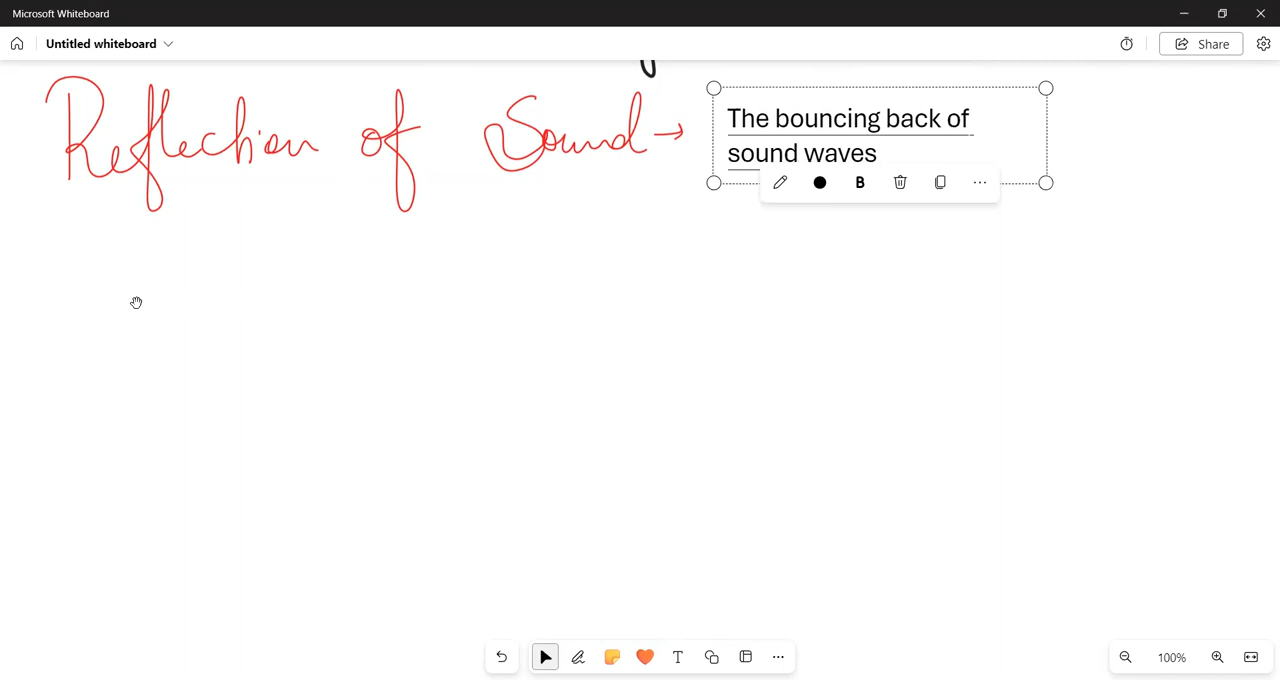 Microsoft Whiteboard
Untitled whiteboard
Share
Reflection of Sound →
The bouncing back of
sound waves
B
T
100%